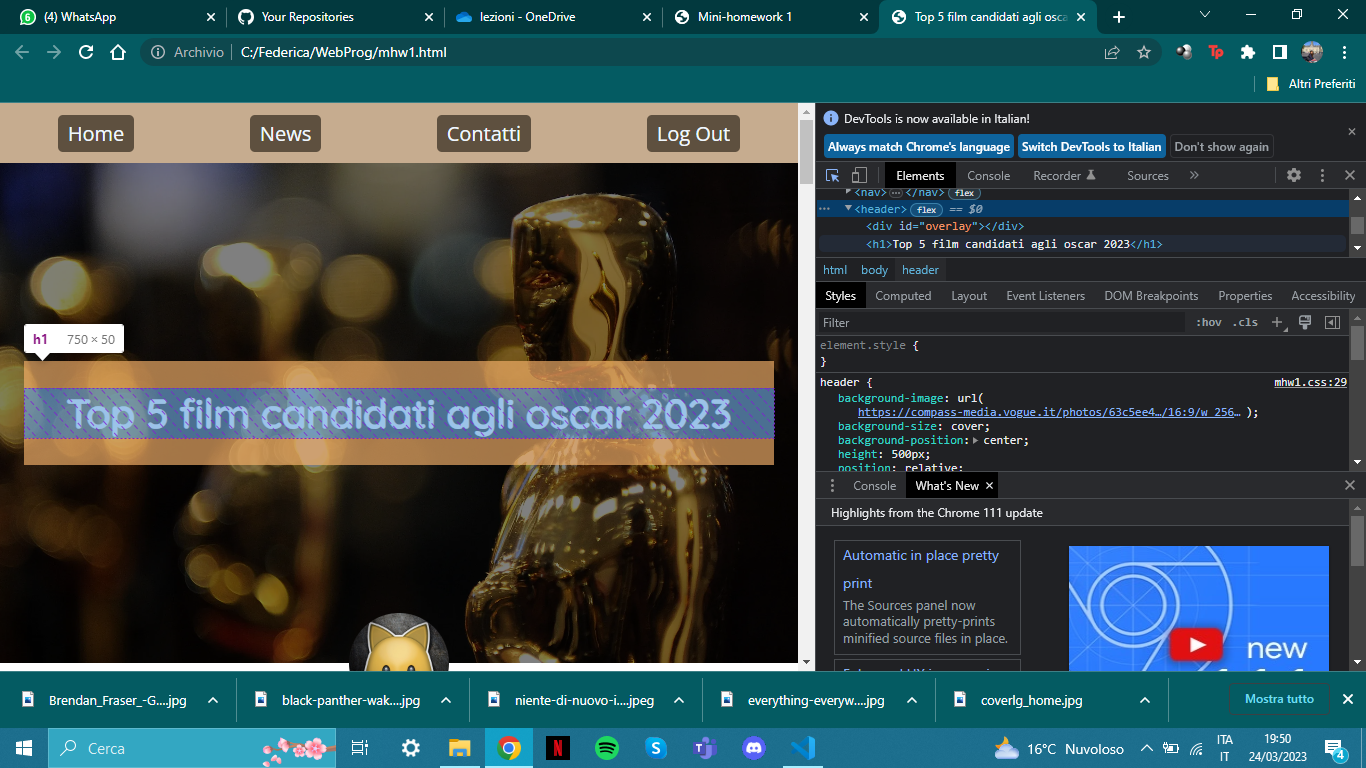 (4) WhatsApp
Your Repositories
lezioni - OneDrive
Mini-homework 1
Top 5 film candidati agli osca
Archivio
C:/Federica/WebProg/mhw1.html
Tp
Altri Preferiti
Home
News
Contatti
Log Out
h1 750 × 50
Top 5 film candidati agli oscar 2023
DevTools is now available in Italian!
Always match Chrome's language
Switch DevTools to Italian
Don't show again
Elements
Console
Recorder
Sources
<nav> … </nav> flex
… <header> flex == $0
<div id="overlay"></div>
<h1>Top 5 film candidati agli oscar 2023</h1>
html body header
Styles
Computed
Layout
Event Listeners
DOM Breakpoints
Properties
Accessibility
Filter
:hov .cls
element.style {
}
header {
mhw1.css:29
background-image: url(
https://compass-media.vogue.it/photos/63c5ee4…/16:9/w_256… );
background-size: cover;
background-position: center;
height: 500px;
position: relative;
Console
What's New
Highlights from the Chrome 111 update
Automatic in place pretty
print
The Sources panel now
automatically pretty-prints
minified source files in place.
new
Brendan_Fraser_-G....jpg
black-panther-wak....jpg
niente-di-nuovo-i....jpeg
everything-everyw....jpg
coverlg_home.jpg
Mostra tutto
Cerca
16°C Nuvoloso
ITA
IT
19:50
24/03/2023
4